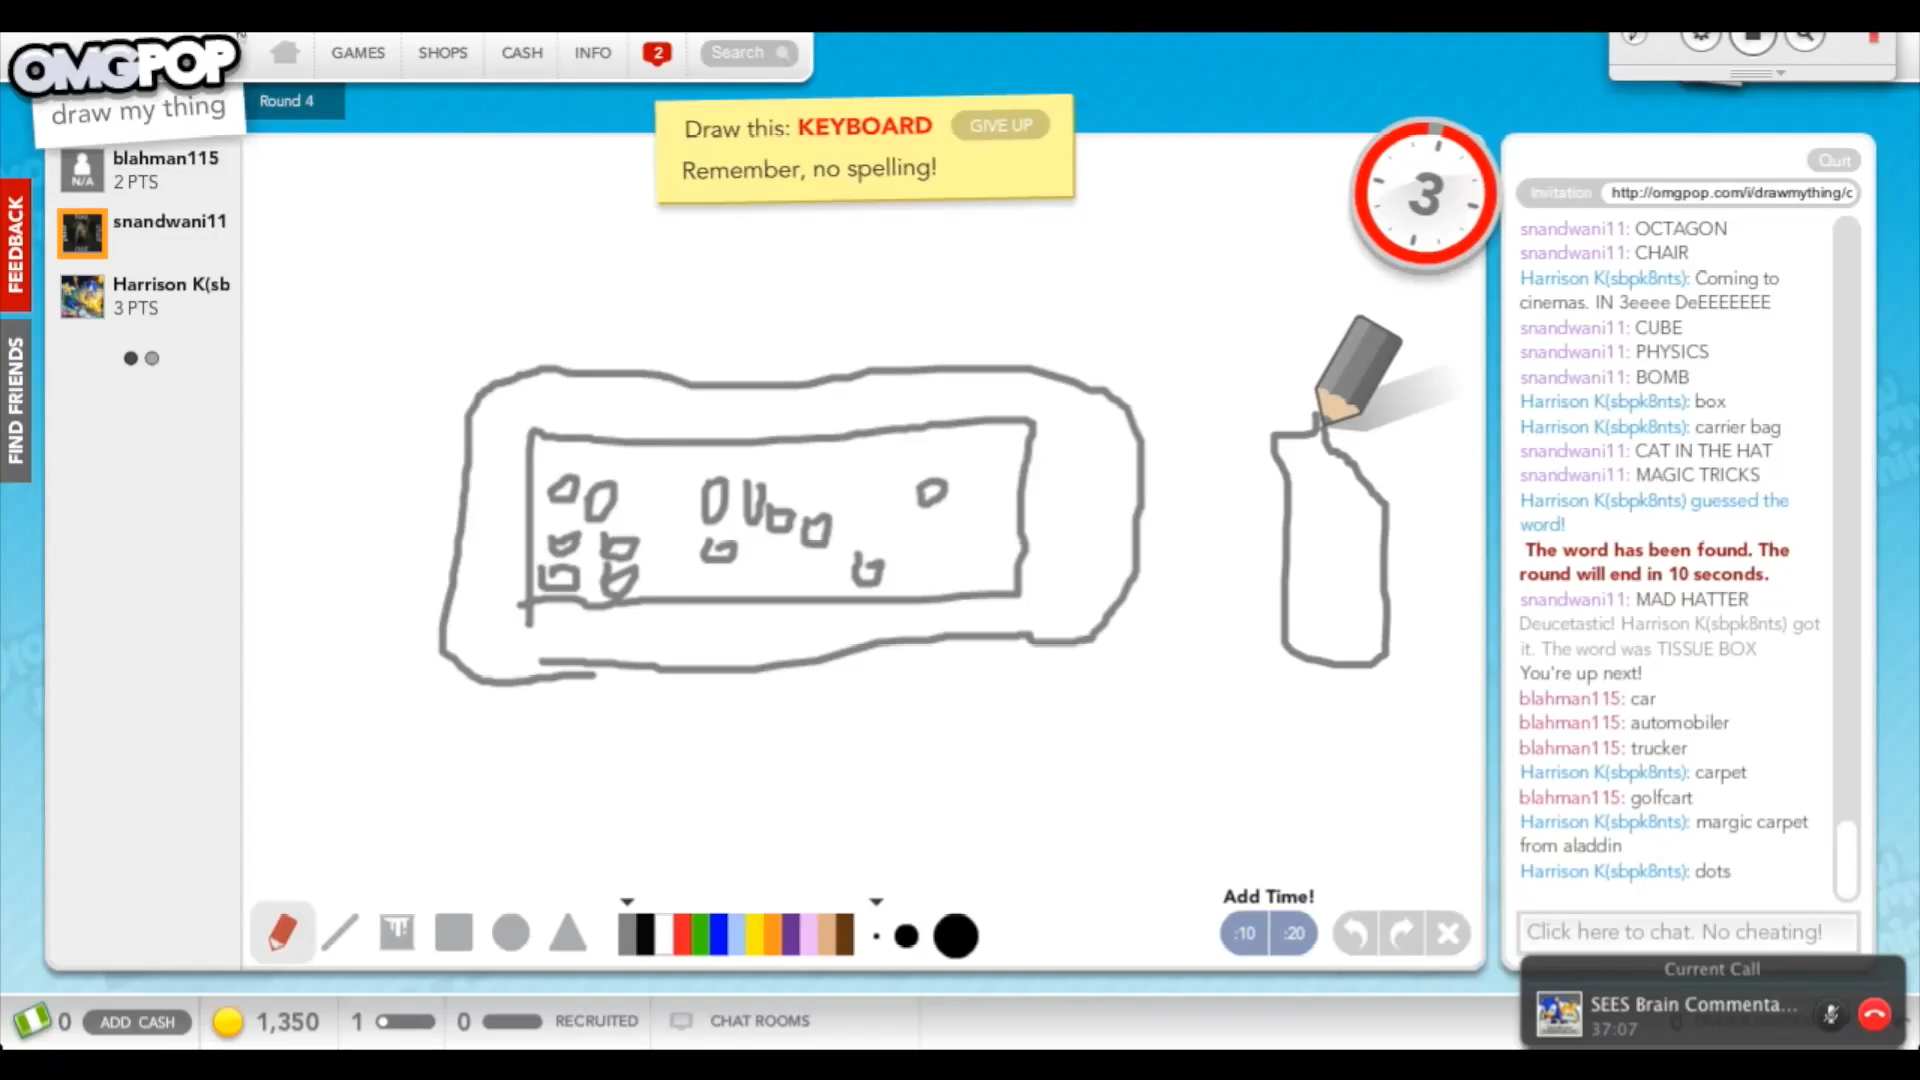 OMGPOP
draw my thing
GAMES SHOPS CASH INFO 2 Search
Round 4
Draw this: KEYBOARD GIVE UP
Remember, no spelling!
3
FEEDBACK
FIND FRIENDS
N/A
blahman115
2 PTS
snandwani11
Harrison K(sb
3 PTS
Quit
Invitation http://omgpop.com/i/drawmything/c
snandwani11: OCTAGON
snandwani11: CHAIR
Harrison K(sbpk8nts): Coming to
cinemas. IN 3eeee DeEEEEEEE
snandwani11: CUBE
snandwani11: PHYSICS
snandwani11: BOMB
Harrison K(sbpk8nts): box
Harrison K(sbpk8nts): carrier bag
snandwani11: CAT IN THE HAT
snandwani11: MAGIC TRICKS
Harrison K(sbpk8nts) guessed the
word!
The word has been found. The
round will end in 10 seconds.
snandwani11: MAD HATTER
Deucetastic! Harrison K(sbpk8nts) got
it. The word was TISSUE BOX
You're up next!
blahman115: car
blahman115: automobiler
blahman115: trucker
Harrison K(sbpk8nts): carpet
blahman115: golfcart
Harrison K(sbpk8nts): margic carpet
from aladdin
Harrison K(sbpk8nts): dots
Click here to chat. No cheating!
Add Time!
:10 :20
Current Call
SEES Brain Commenta...
37:07
0 ADD CASH 1,350 1 0 RECRUITED CHAT ROOMS